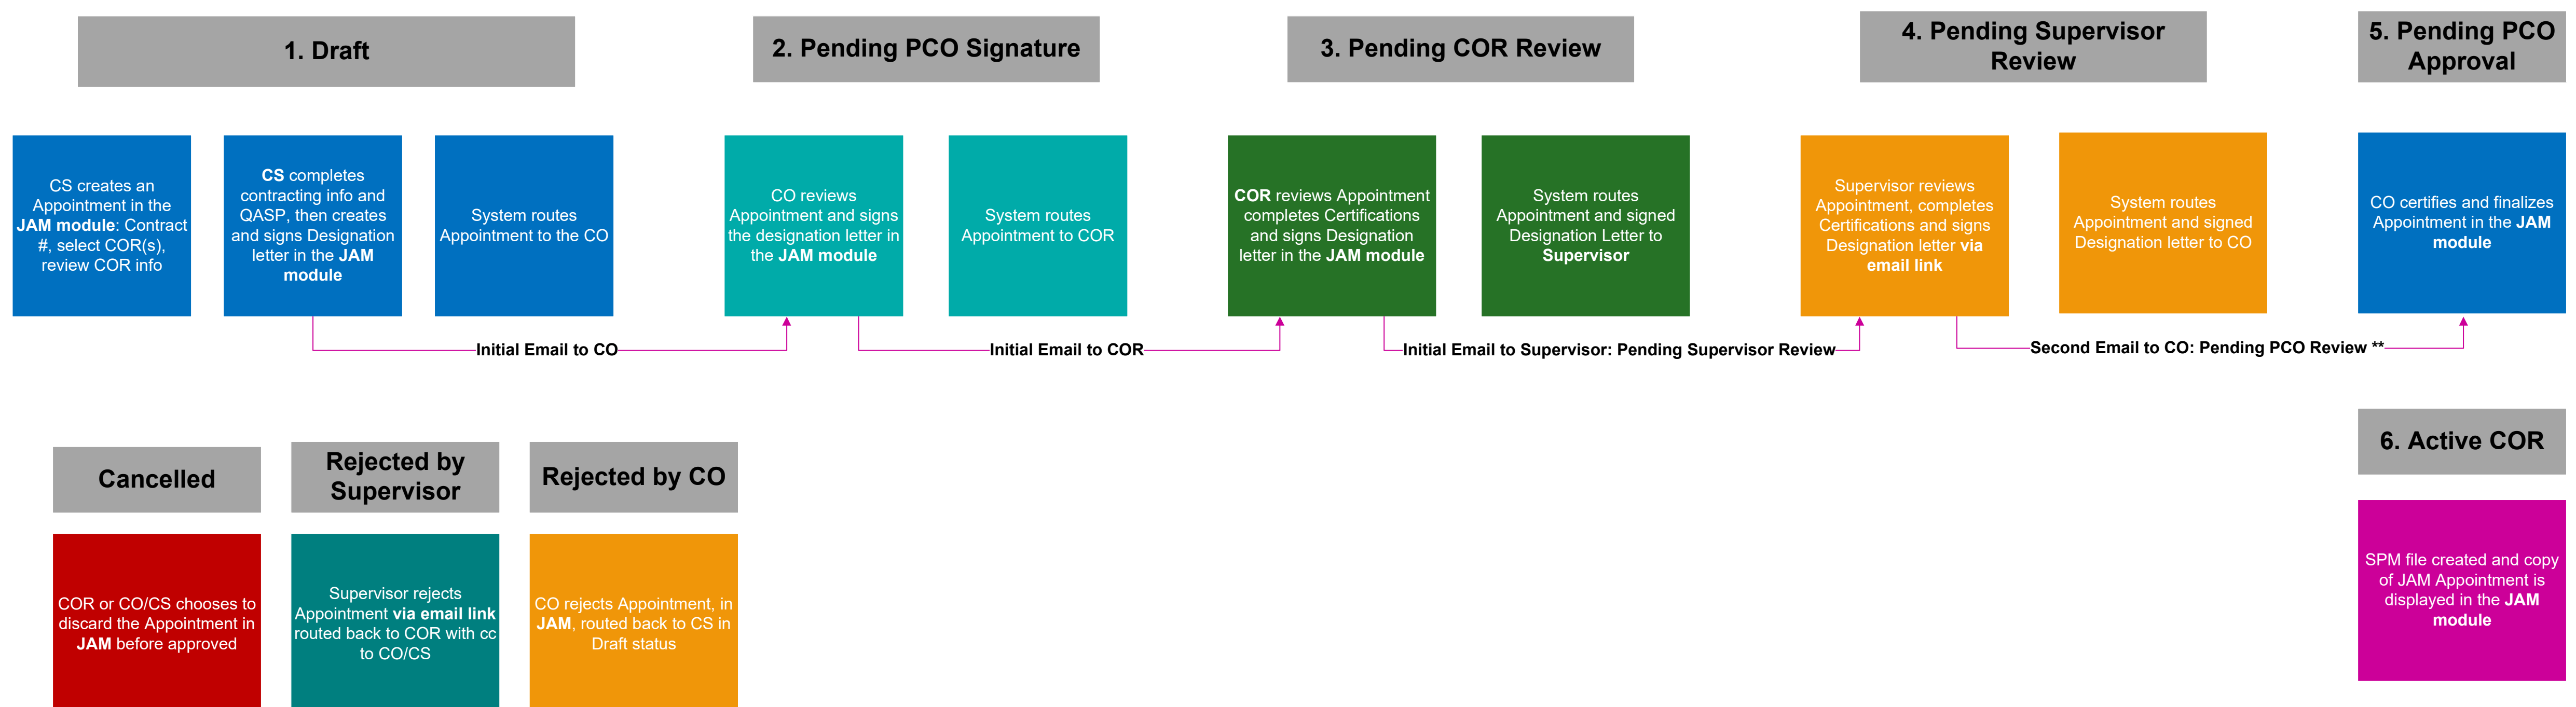 1. Draft
2. Pending PCO Signature
3. Pending COR Review
4. Pending Supervisor
Review
5. Pending PCO
Approval
CS creates an
Appointment in the
JAM module: Contract
#, select COR(s),
review COR info
CS completes
contracting info and
QASP, then creates
and signs Designation
letter in the JAM
module
System routes
Appointment to the CO
CO reviews
Appointment and signs
the designation letter in
the JAM module
System routes
Appointment to COR
COR reviews Appointment
completes Certifications
and signs Designation
letter in the JAM module
System routes
Appointment and signed
Designation Letter to
Supervisor
Supervisor reviews
Appointment, completes
Certifications and signs
Designation letter via
email link
System routes
Appointment and signed
Designation letter to CO
CO certifies and finalizes
Appointment in the JAM
module
Initial Email to CO
Initial Email to COR
Initial Email to Supervisor: Pending Supervisor Review
Second Email to CO: Pending PCO Review **
Cancelled
Rejected by
Supervisor
Rejected by CO
6. Active COR
COR or CO/CS chooses to
discard the Appointment in
JAM before approved
Supervisor rejects
Appointment via email link
routed back to COR with cc
to CO/CS
CO rejects Appointment, in
JAM, routed back to CS in
Draft status
SPM file created and copy
of JAM Appointment is
displayed in the JAM
module